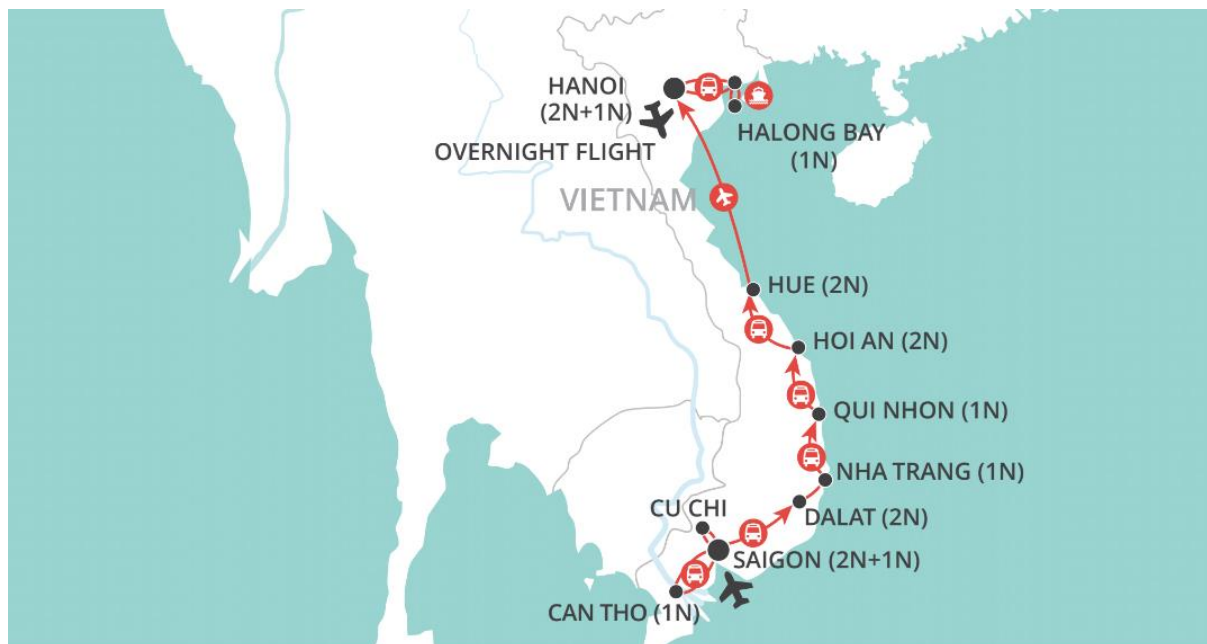 HANOI
(2N+1N)
OVERNIGHT FLIGHT
HALONG BAY
(1N)
VIETNAM
HUE (2N)
HOI AN (2N)
QUI NHON (1N)
NHA TRANG (1N)
CU CHI
DALAT (2N)
SAIGON (2N+1N)
CAN THO (1N)